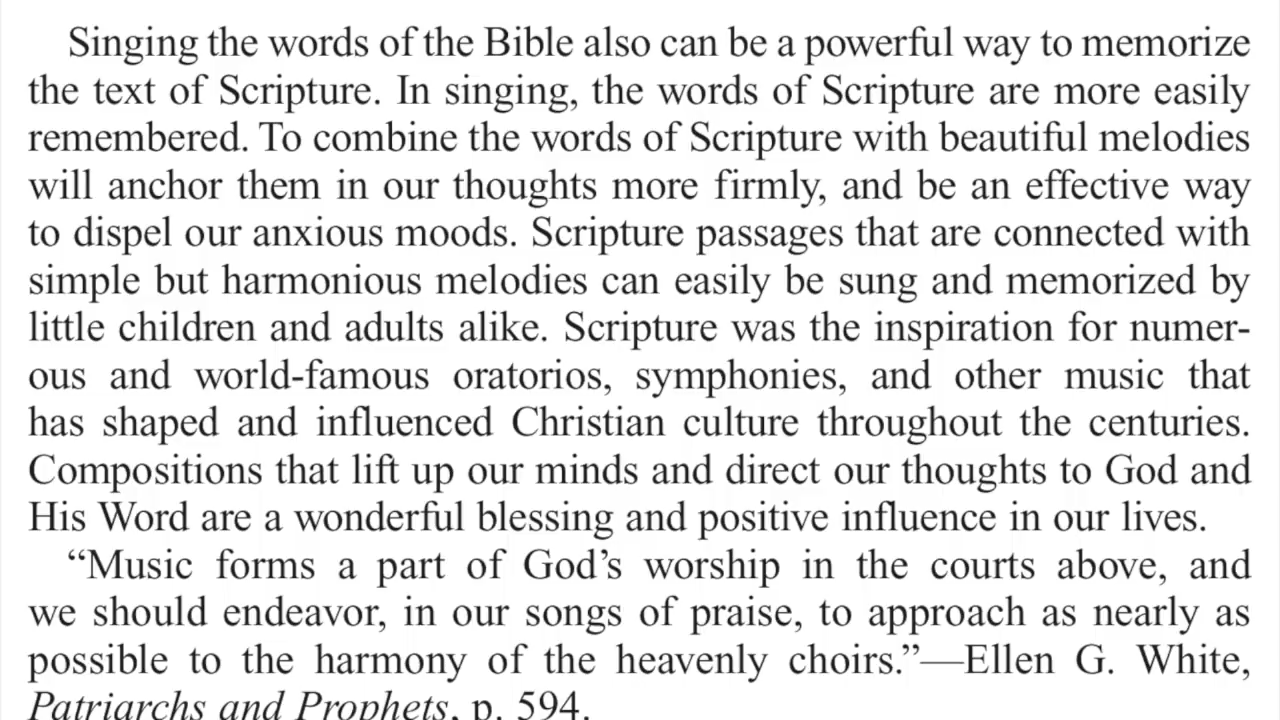 Singing the words of the Bible also can be a powerful way to memorize
the text of Scripture. In singing, the words of Scripture are more easily
remembered. To combine the words of Scripture with beautiful melodies
will anchor them in our thoughts more firmly, and be an effective way
to dispel our anxious moods. Scripture passages that are connected with
simple but harmonious melodies can easily be sung and memorized by
little children and adults alike. Scripture was the inspiration for numer-
ous and world-famous oratorios, symphonies, and other music that
has shaped and influenced Christian culture throughout the centuries.
Compositions that lift up our minds and direct our thoughts to God and
His Word are a wonderful blessing and positive influence in our lives.
“Music forms a part of God’s worship in the courts above, and
we should endeavor, in our songs of praise, to approach as nearly as
possible to the harmony of the heavenly choirs.”—Ellen G. White,
Patriarchs and Prophets, p. 594.